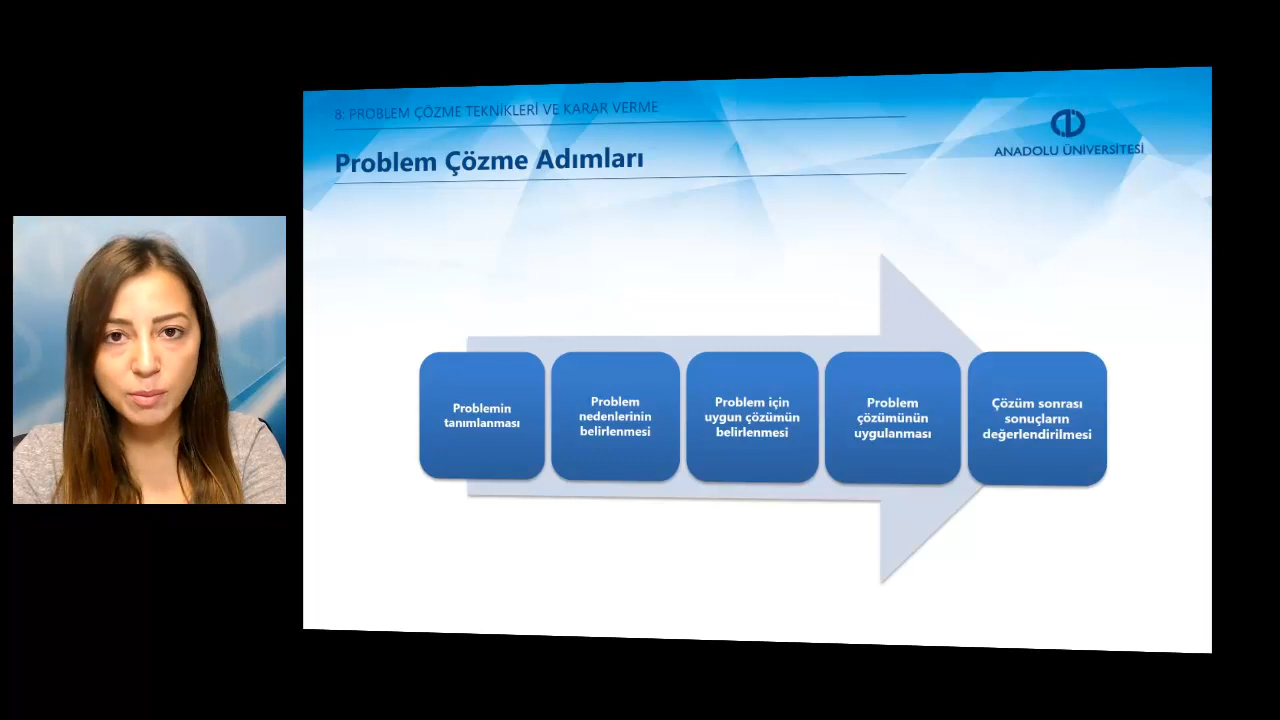 8: PROBLEM ÇÖZME TEKNİKLERİ VE KARAR VERME
Problem Çözme Adımları
ANADOLU ÜNİVERSİTESİ
Problemin
tanımlanması
Problem
nedenlerinin
belirlenmesi
Problem için
uygun çözümün
belirlenmesi
Problem
çözümünün
uygulanması
Çözüm sonrası
sonuçların
değerlendirilmesi